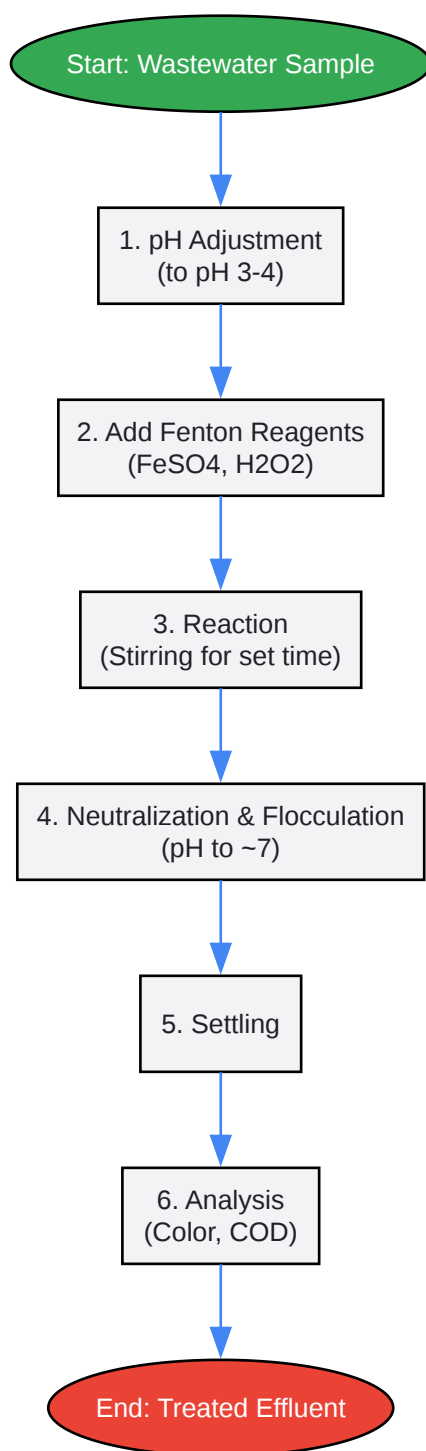 Start: Wastewater Sample
1. pH Adjustment
(to pH 3-4)
2. Add Fenton Reagents
(FeSO4, H2O2)
3. Reaction
(Stirring for set time)
4. Neutralization & Flocculation
(pH to ~7)
5. Settling
6. Analysis
(Color, COD)
End: Treated Effluent